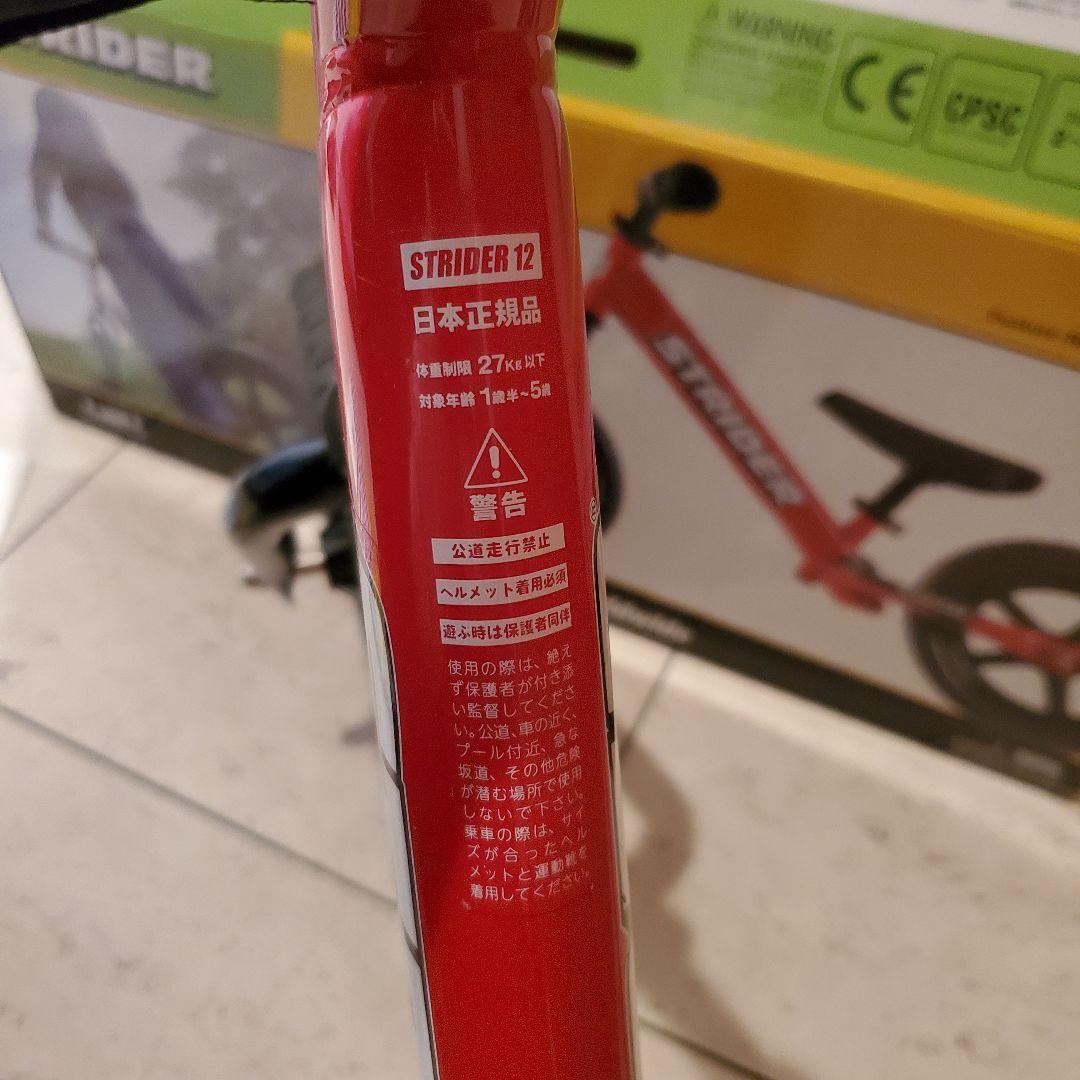 STRIDER
WARNING
CE
CPSC
STRIDER
STRIDER 12
日本正規品
体重制限 27Kg以下
対象年齢 1歳半~5歳
警告
公道走行禁止
ヘルメット着用必須
遊ぶ時は保護者同伴
使用の際は、絶え
ず保護者が付き添
い監督してくださ
い。公道、車の近く、
プール付近、急な
坂道、その他危険
が潜む場所で使用
しないで下さい。
乗車の際は、サイ
ズが合ったヘル
メットと運動靴を
着用してください。